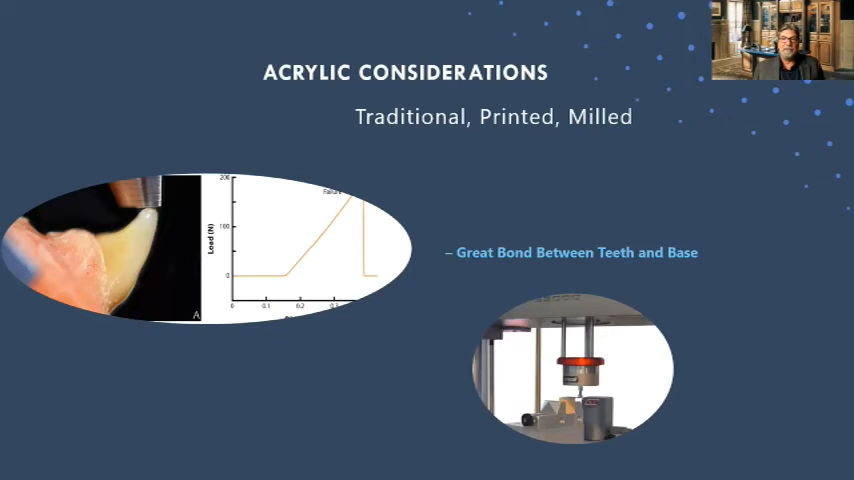 ACRYLIC CONSIDERATIONS
Traditional, Printed, Milled
200
Failure
100
Load (N)
0
0
0.1
0.2
0.3
A
– Great Bond Between Teeth and Base